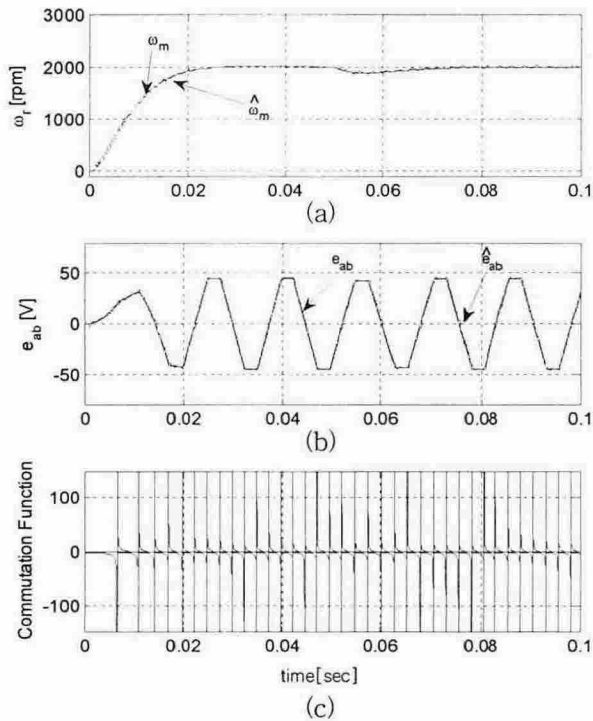 3000
2000
1000
0
ω_r [rpm]
ω_m
ω̂_m
0 0.02 0.04 0.06 0.08 0.1
(a)
50
0
-50
e_ab [V]
e_ab
ê_ab
0 0.02 0.04 0.06 0.08 0.1
(b)
100
0
-100
Commutation Function
0 0.02 0.04 0.06 0.08 0.1
time[sec]
(c)